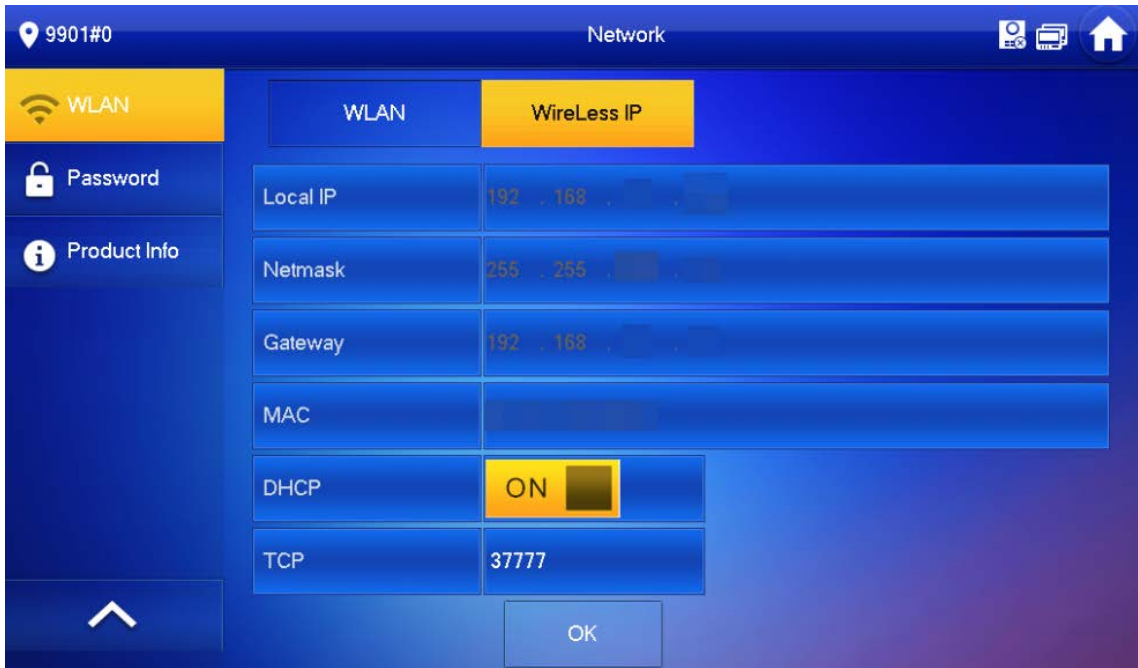 9901#0
Network
WLAN
Password
Product Info
WLAN WireLess IP
Local IP 192 . 168 . .
Netmask 255 . 255 . .
Gateway 192 . 168 . .
MAC
DHCP ON
TCP 37777
OK